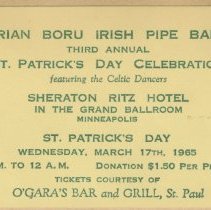 RIAN BORU IRISH PIPE BA
THIRD ANNUAL
T. PATRICK'S DAY CELEBRATIO
featuring the Celtic Dancers
SHERATON RITZ HOTEL
IN THE GRAND BALLROOM
MINNEAPOLIS
ST. PATRICK'S DAY
WEDNESDAY, MARCH 17TH, 1965
M. TO 12 A.M. DONATION $1.50 PER P
TICKETS COURTESY OF
O'GARA'S BAR and GRILL, St. Paul